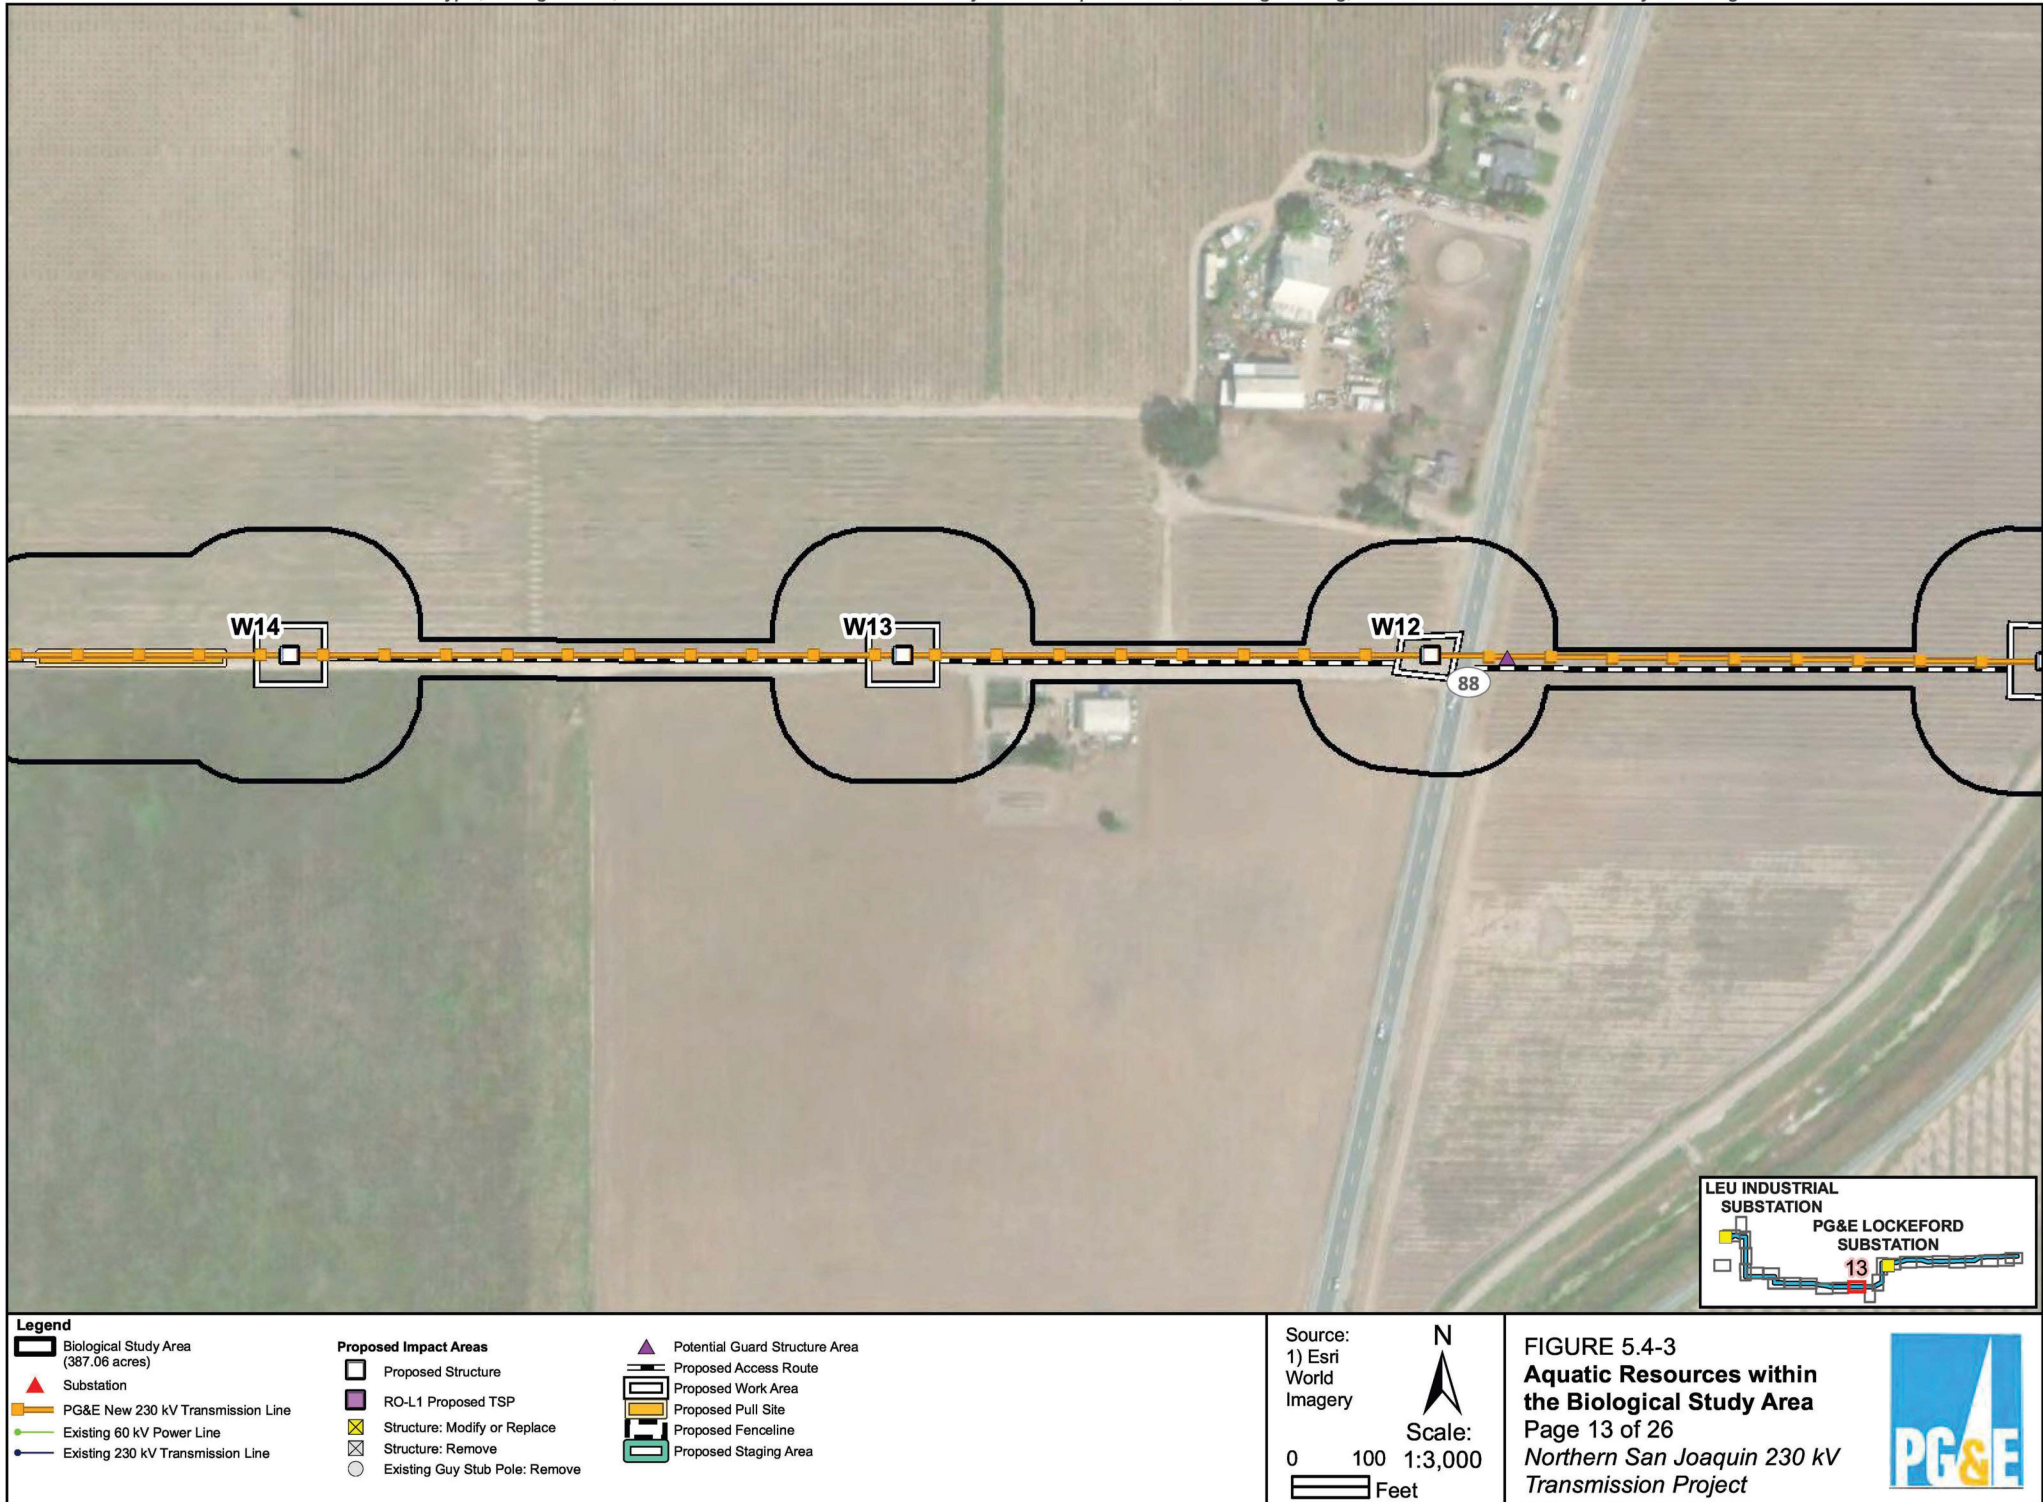 W14
W13
W12
88
LEU INDUSTRIAL
SUBSTATION
PG&E LOCKEFORD
SUBSTATION
13
Legend
Biological Study Area
(387.06 acres)
Substation
PG&E New 230 kV Transmission Line
Existing 60 kV Power Line
Existing 230 kV Transmission Line
Proposed Impact Areas
Proposed Structure
RO-L1 Proposed TSP
Structure: Modify or Replace
Structure: Remove
Existing Guy Stub Pole: Remove
Potential Guard Structure Area
Proposed Access Route
Proposed Work Area
Proposed Pull Site
Proposed Fenceline
Proposed Staging Area
Source:
1) Esri
World
Imagery
N
Scale:
1:3,000
0 100
Feet
FIGURE 5.4-3
Aquatic Resources within
the Biological Study Area
Page 13 of 26
Northern San Joaquin 230 kV
Transmission Project
PG&E